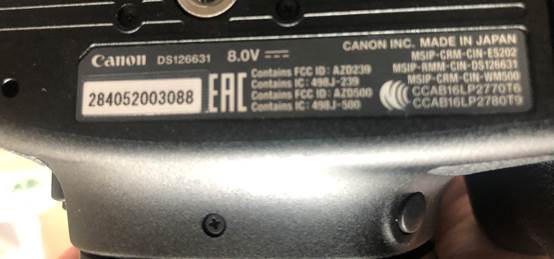 Canon DS126631 8.0V
CANON INC. MADE IN JAPAN
MSIP-CRM-CIN-ES202
MSIP-RMM-CIN-DS126631
MSIP-CRM-CIN-WM500
284052003088
EAC
Contains FCC ID: AZD239
Contains IC: 498J-239
Contains FCC ID: AZD500
Contains IC: 498J-500
CCAB16LP2770T6
CCAB16LP2780T9